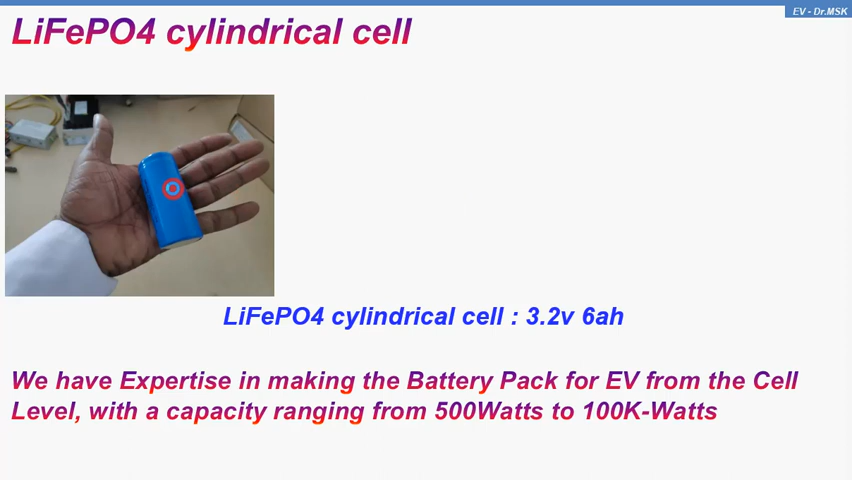 EV - Dr.MSK
LiFePO4 cylindrical cell
LiFePO4 cylindrical cell : 3.2v 6ah
We have Expertise in making the Battery Pack for EV from the Cell
Level, with a capacity ranging from 500Watts to 100K-Watts